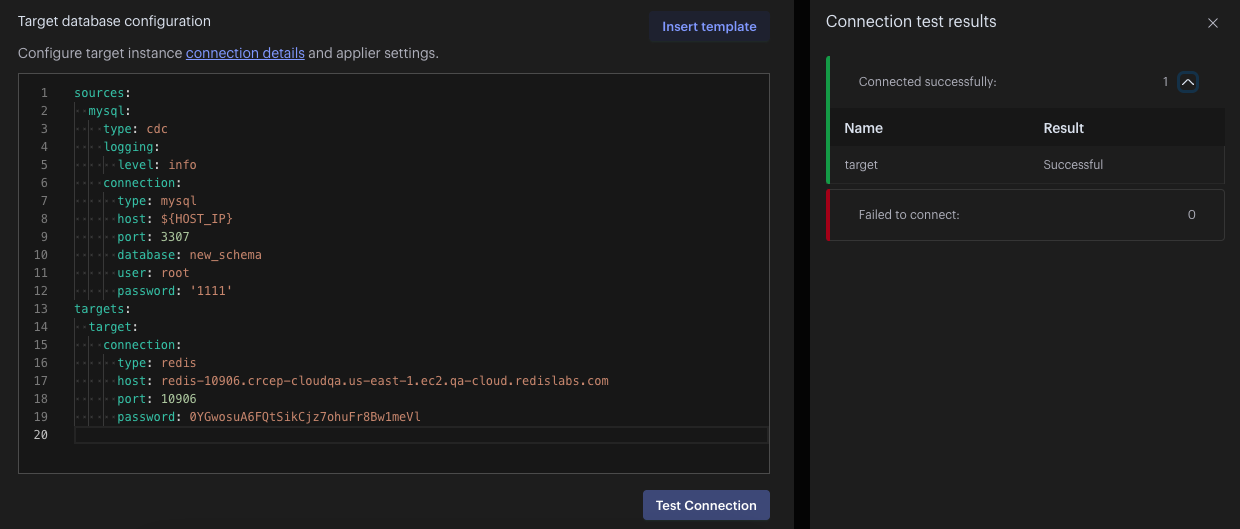 Target database configuration
Insert template
Configure target instance connection details and applier settings.
1 sources:
2 mysql:
3 type: cdc
4 logging:
5 level: info
6 connection:
7 type: mysql
8 host: ${HOST_IP}
9 port: 3307
10 database: new_schema
11 user: root
12 password: '1111'
13 targets:
14 target:
15 connection:
16 type: redis
17 host: redis-10906.crcep-cloudqa.us-east-1.ec2.qa-cloud.redislabs.com
18 port: 10906
19 password: 0YGwosuA6FQtSikCjz7ohuFr8Bw1meVl
20
Test Connection
Connection test results
Connected successfully: 1
Name Result
target Successful
Failed to connect: 0